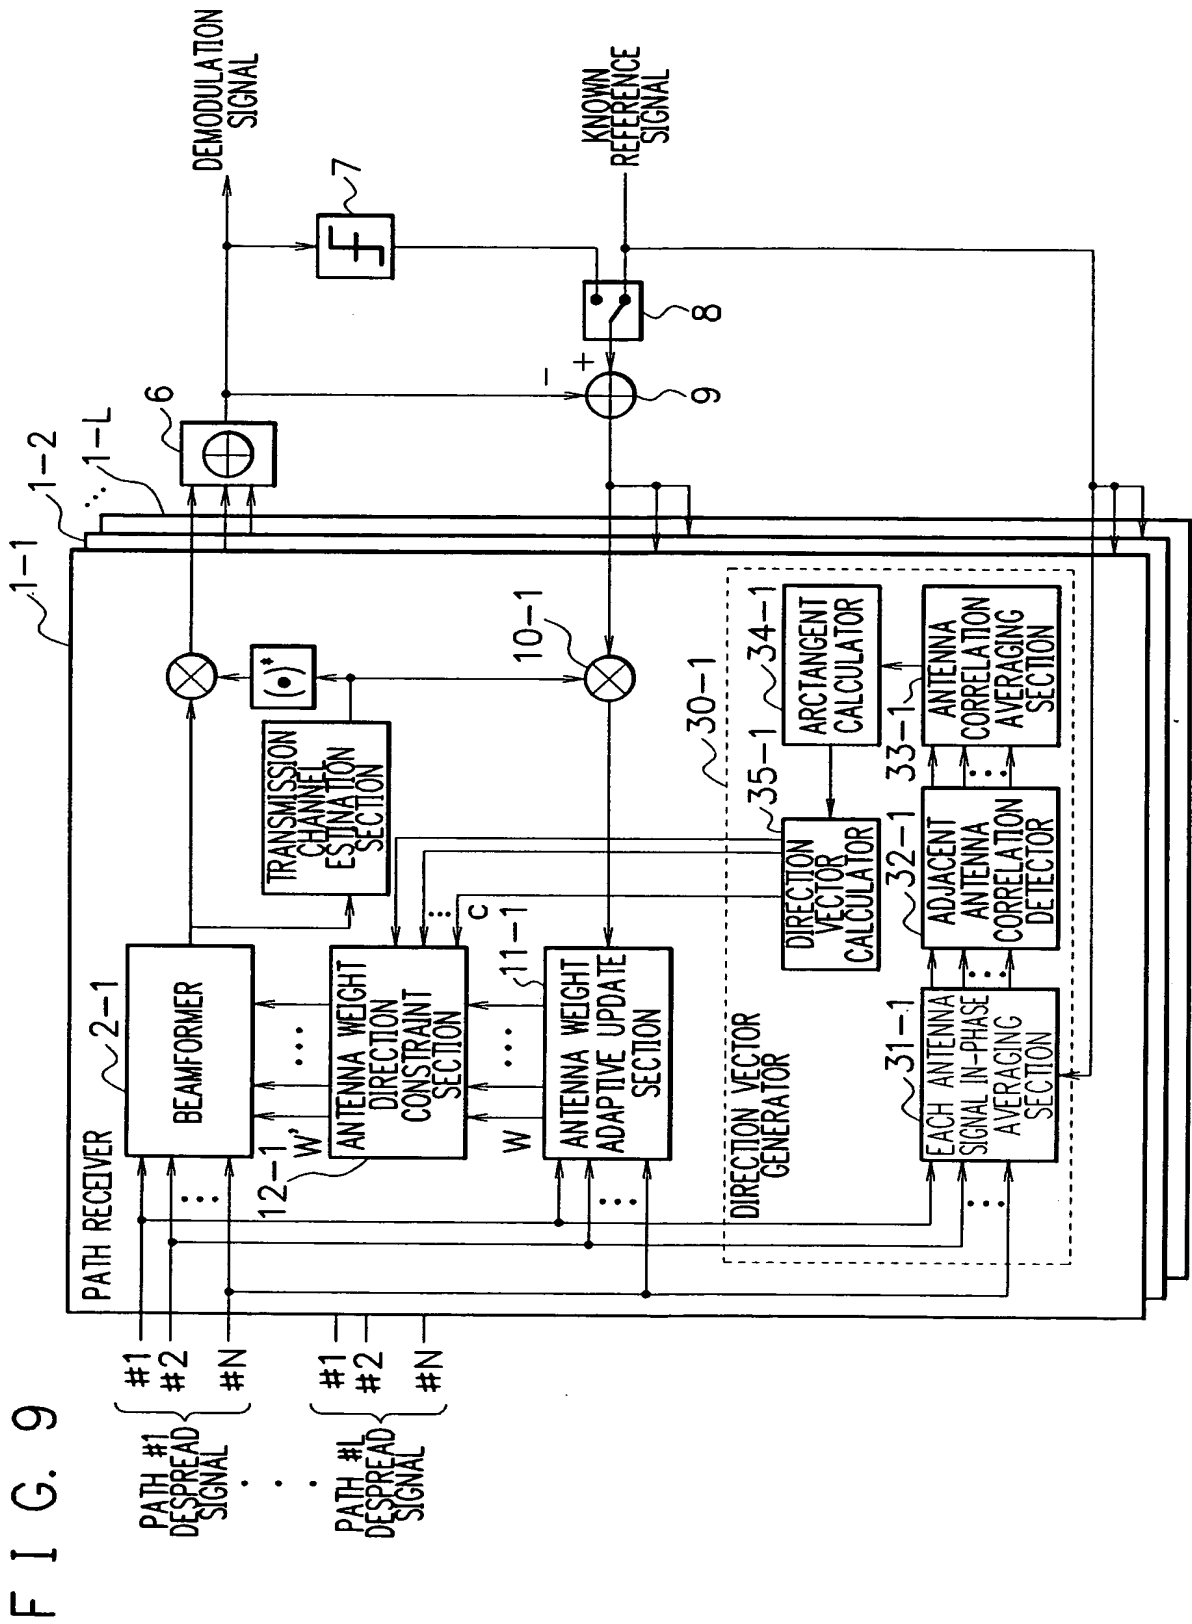 FIG. 9
PATH #1
DESPREAD
SIGNAL
#1
#2
#N
PATH #L
DESPREAD
SIGNAL
#1
#2
#N
PATH RECEIVER
1-1
1-2
1-L
BEAMFORMER
2-1
TRANSMISSION
CHANNEL
ESTINATION
SECTION
(●)*
6
DEMODULATION
SIGNAL
7
W'
12-1
ANTENNA WEIGHT
DIRECTION
CONSTRAINT
SECTION
C
W
11-1
ANTENNA WEIGHT
ADAPTIVE UPDATE
SECTION
10-1
-
+
9
8
KNOWN
REFERENCE
SIGNAL
DIRECTION VECTOR
GENERATOR
30-1
DIRECTION
VECTOR
CALCULATOR
35-1
ARCTANGENT
CALCULATOR
34-1
31-1
EACH ANTENNA
SIGNAL IN-PHASE
AVERAGING
SECTION
32-1
ADJACENT
ANTENNA
CORRELATION
DETECTOR
33-1
ANTENNA
CORRELATION
AVERAGING
SECTION